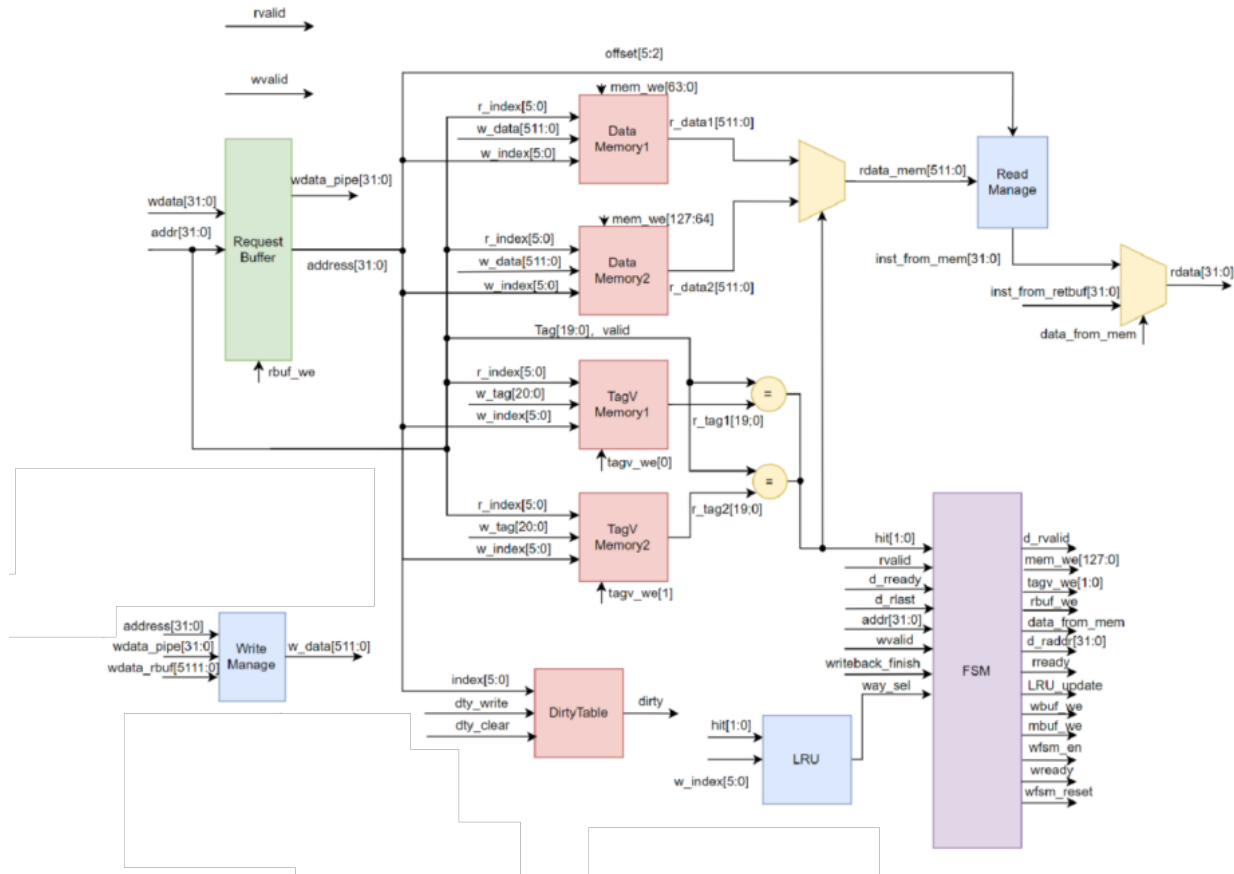 rvalid
wvalid
offset[5:2]
mem_we[63:0]
r_index[5:0]
w_data[511:0]
w_index[5:0]
Data
Memory1
r_data1[511:0]
rdata_mem[511:0]
Read
Manage
wdata_pipe[31:0]
wdata[31:0]
addr[31:0]
Request
Buffer
address[31:0]
rbuf_we
mem_we[127:64]
r_index[5:0]
w_data[511:0]
w_index[5:0]
Data
Memory2
r_data2[511:0]
inst_from_mem[31:0]
inst_from_retbuf[31:0]
rdata[31:0]
data_from_mem
Tag[19:0], valid
r_index[5:0]
w_tag[20:0]
w_index[5:0]
TagV
Memory1
=
r_tag1[19;0]
tagv_we[0]
=
r_index[5:0]
w_tag[20:0]
w_index[5:0]
TagV
Memory2
r_tag2[19;0]
tagv_we[1]
address[31:0]
wdata_pipe[31:0]
wdata_rbuf[5111:0]
Write
Manage
w_data[511:0]
index[5:0]
dty_write
dty_clear
DirtyTable
dirty
hit[1:0]
w_index[5:0]
LRU
hit[1:0]
rvalid
d_rready
d_rlast
addr[31:0]
wvalid
writeback_finish
way_sel
FSM
d_rvalid
mem_we[127:0]
tagv_we[1:0]
rbuf_we
data_from_mem
d_raddr[31:0]
rready
LRU_update
wbuf_we
mbuf_we
wfsm_en
wready
wfsm_reset